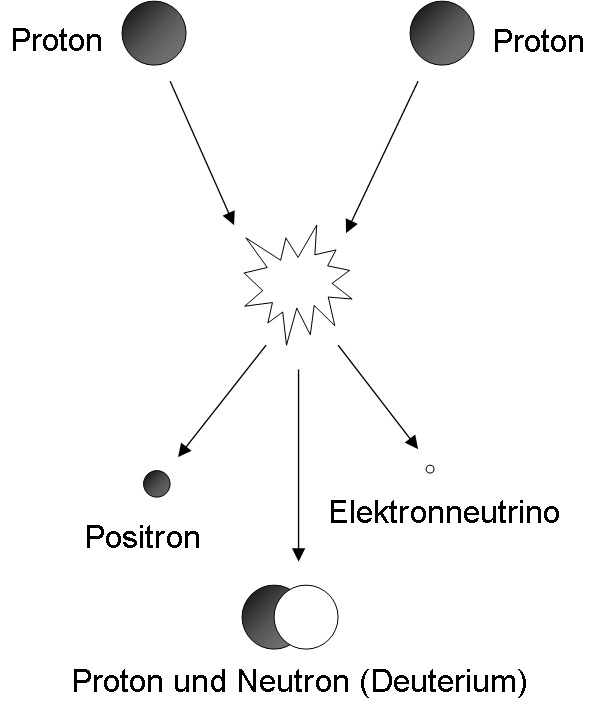 Proton
Proton
Positron
Elektronneutrino
Proton und Neutron (Deuterium)